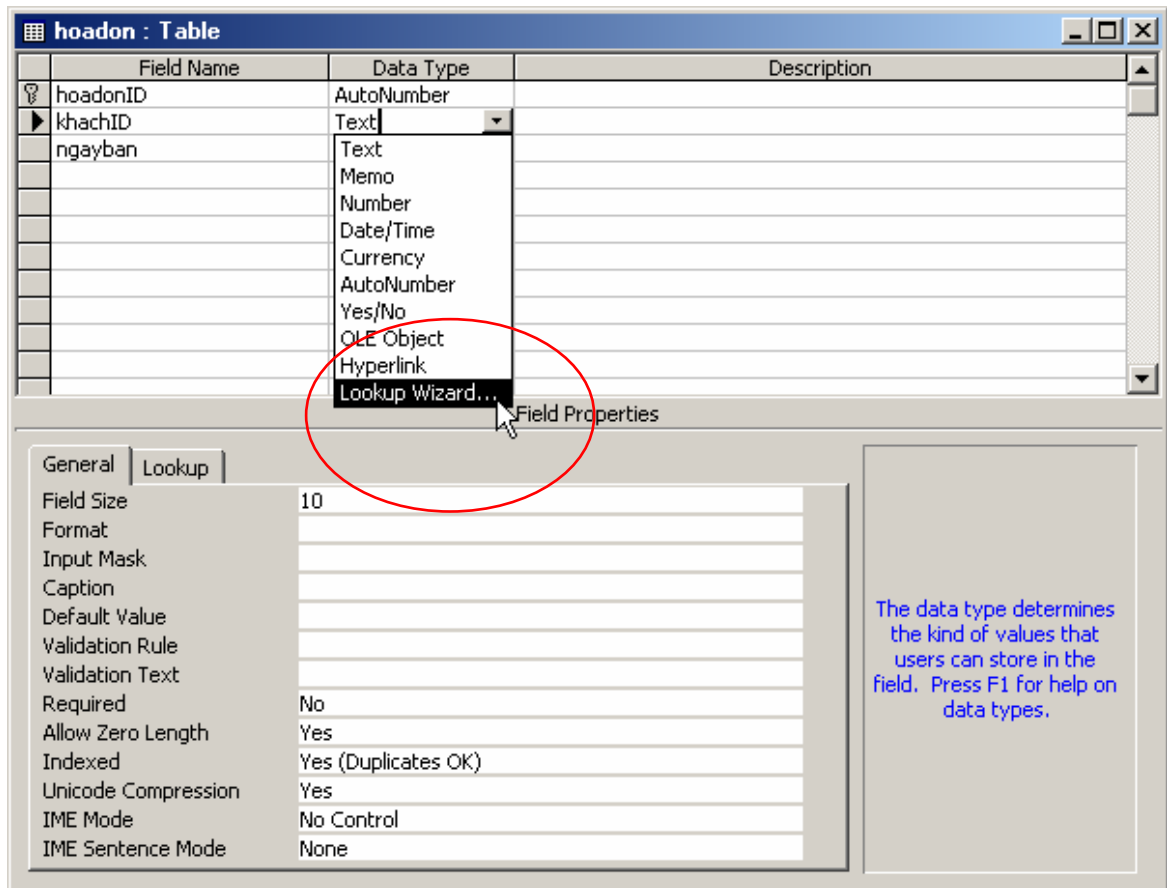 hoadon : Table
Field Name Data Type Description
hoadonID AutoNumber
khachID Text
ngayban Text
Memo
Number
Date/Time
Currency
AutoNumber
Yes/No
OLE Object
Hyperlink
Lookup Wizard...
Field Properties
General Lookup
Field Size 10
Format
Input Mask
Caption
Default Value
Validation Rule
Validation Text
Required No
Allow Zero Length Yes
Indexed Yes (Duplicates OK)
Unicode Compression Yes
IME Mode No Control
IME Sentence Mode None
The data type determines
the kind of values that
users can store in the
field. Press F1 for help on
data types.